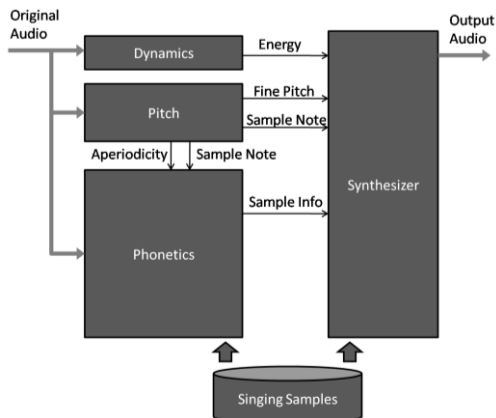 Original
Audio
Output
Audio
Dynamics
Energy
Pitch
Fine Pitch
Sample Note
Aperiodicity
Sample Note
Phonetics
Sample Info
Synthesizer
Singing Samples